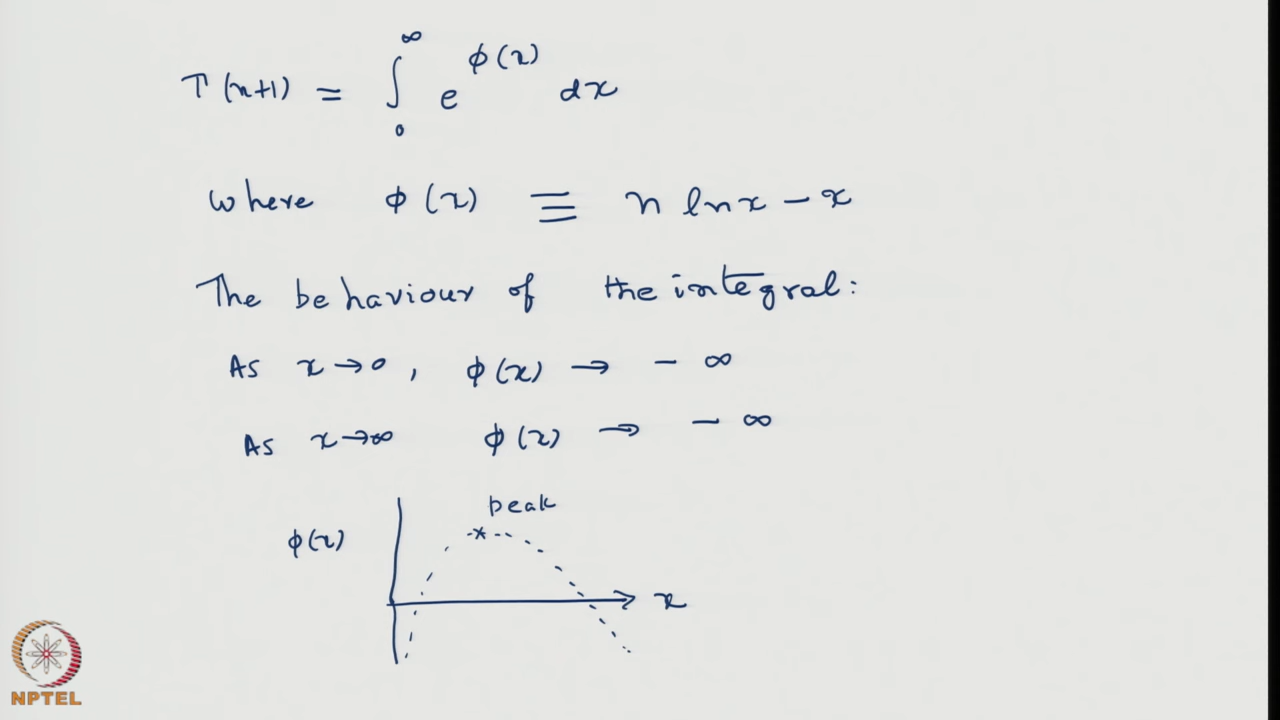 Γ(n+1) = ∫₀^∞ e^{ϕ(x)} dx
where ϕ(x) ≡ n ln x − x
The behaviour of the integral:
As x → 0, ϕ(x) → − ∞
As x → ∞ ϕ(x) → − ∞
peak
ϕ(x)
x
NPTEL